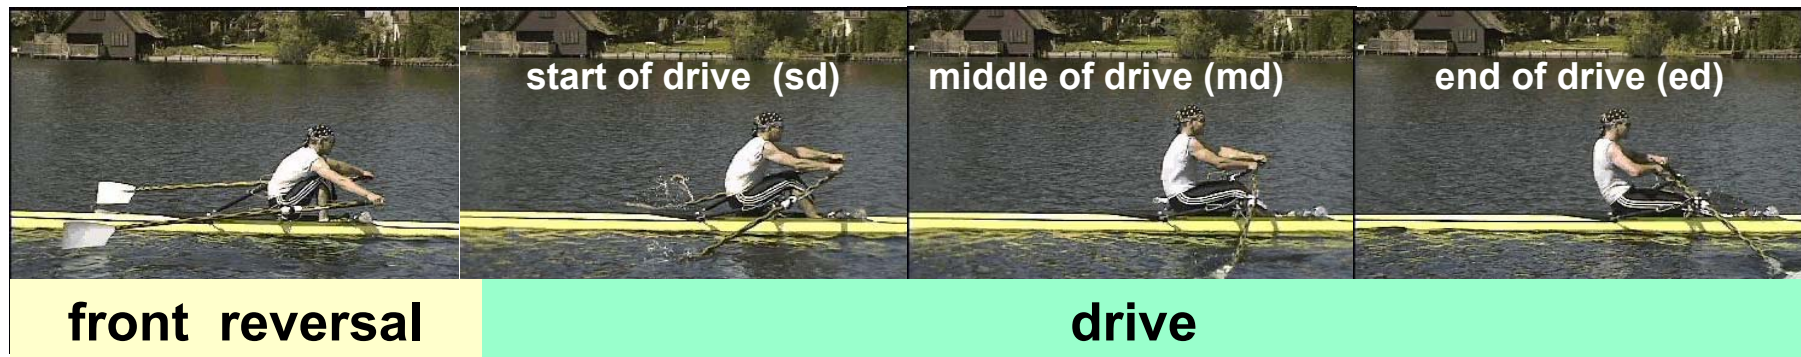 start of drive (sd)
middle of drive (md)
end of drive (ed)
front reversal
drive